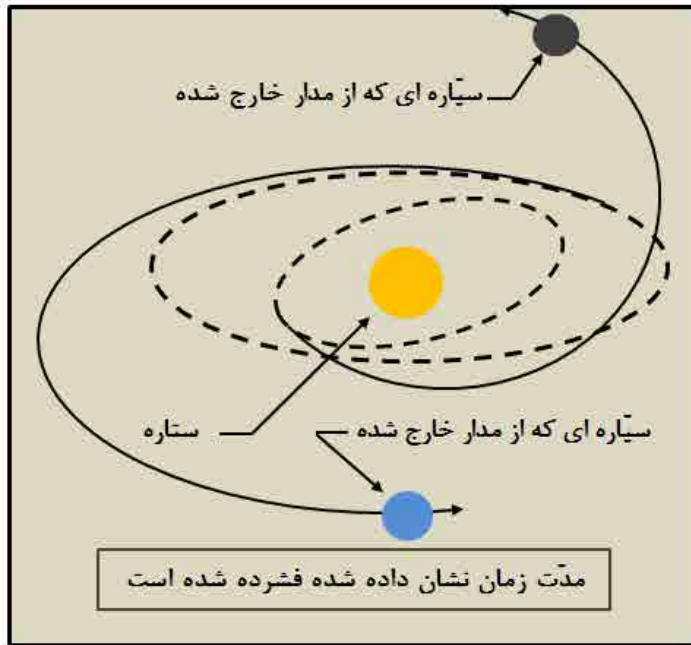 سیّاره ای که از مدار خارج شده
ستاره
سیّاره ای که از مدار خارج شده
مدّت زمان نشان داده شده فشرده شده است